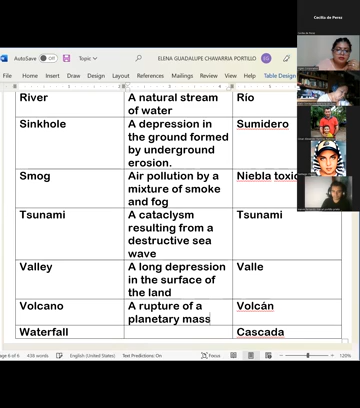 Cecilia de Perez
AutoSave Off Topic ELENA GUADALUPE CHAVARRIA PORTILLO EG
File Home Insert Draw Design Layout References Mailings Review View Help Table Design
River A natural stream of water Río
Sinkhole A depression in the ground formed by underground erosion. Sumidero
Smog Air pollution by a mixture of smoke and fog Niebla toxic
Tsunami A cataclysm resulting from a destructive sea wave Tsunami
Valley A long depression in the surface of the land Valle
Volcano A rupture of a planetary mass Volcán
Waterfall Cascada
Page 6 of 6 436 words English (United States) Text Predictions: On Focus 120%